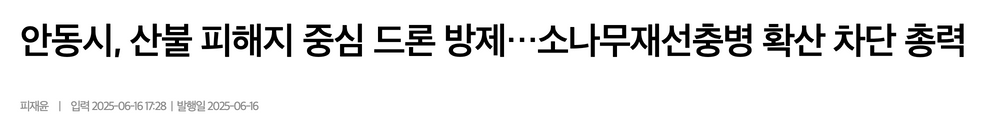 안동시, 산불 피해지 중심 드론 방제…소나무재선충병 확산 차단 총력
피재윤 | 입력 2025-06-16 17:28 | 발행일 2025-06-16